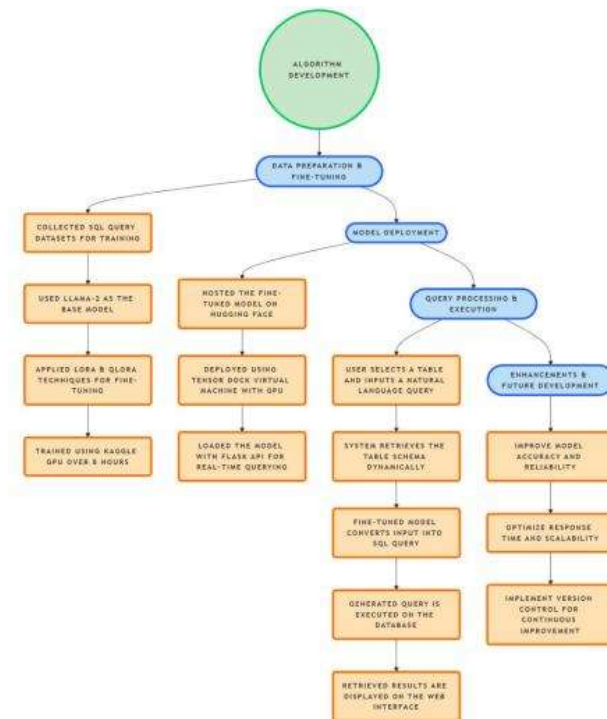 ALGORITHM
DEVELOPMENT
DATA PREPARATION &
FINE-TUNING
COLLECTED SQL QUERY
DATASETS FOR TRAINING
USED LLAMA-2 AS THE
BASE MODEL
APPLIED LORA & QLORA
TECHNIQUES FOR FINE-
TUNING
TRAINED USING KAGGLE
GPU OVER 8 HOURS
MODEL DEPLOYMENT
HOSTED THE FINE-
TUNED MODEL ON
HUGGING FACE
DEPLOYED USING
TENSOR DOCK VIRTUAL
MACHINE WITH GPU
LOADED THE MODEL
WITH FLASK API FOR
REAL-TIME QUERYING
QUERY PROCESSING &
EXECUTION
USER SELECTS A TABLE
AND INPUTS A NATURAL
LANGUAGE QUERY
SYSTEM RETRIEVES THE
TABLE SCHEMA
DYNAMICALLY
FINE-TUNED MODEL
CONVERTS INPUT INTO
SQL QUERY
GENERATED QUERY IS
EXECUTED ON THE
DATABASE
RETRIEVED RESULTS ARE
DISPLAYED ON THE WEB
INTERFACE
ENHANCEMENTS &
FUTURE DEVELOPMENT
IMPROVE MODEL
ACCURACY AND
RELIABILITY
OPTIMIZE RESPONSE
TIME AND SCALABILITY
IMPLEMENT VERSION
CONTROL FOR
CONTINUOUS
IMPROVEMENT